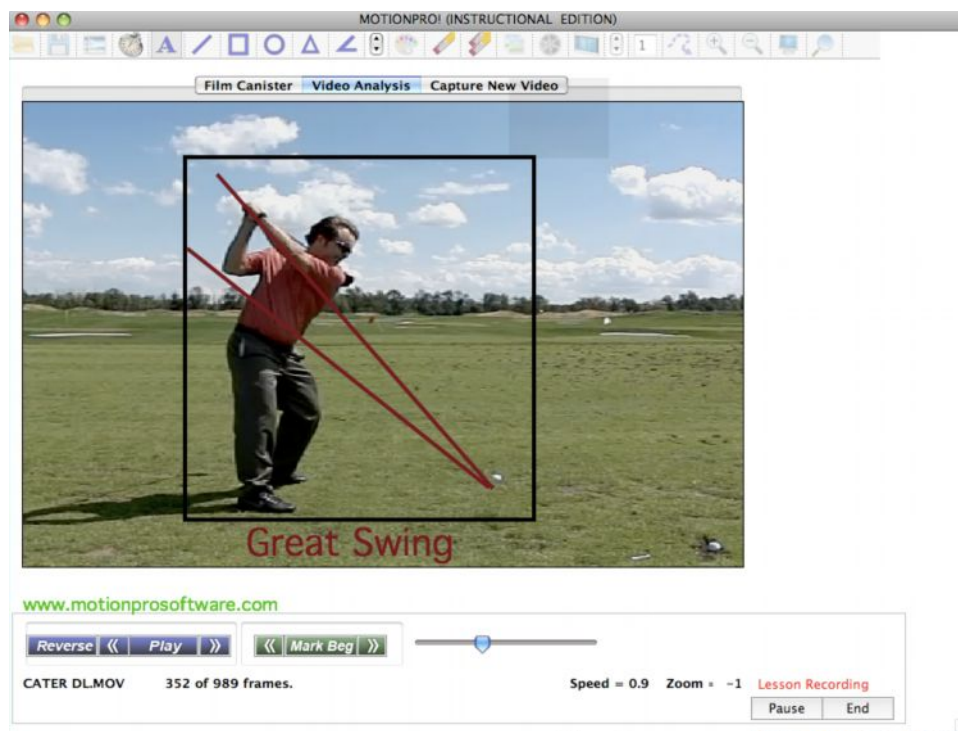 MOTIONPRO! (INSTRUCTIONAL EDITION)
A 1
Film Canister Video Analysis Capture New Video
Great Swing
www.motionprosoftware.com
Reverse « Play » « Mark Beg »
CATER DL.MOV 352 of 989 frames. Speed = 0.9 Zoom = -1 Lesson Recording
Pause End